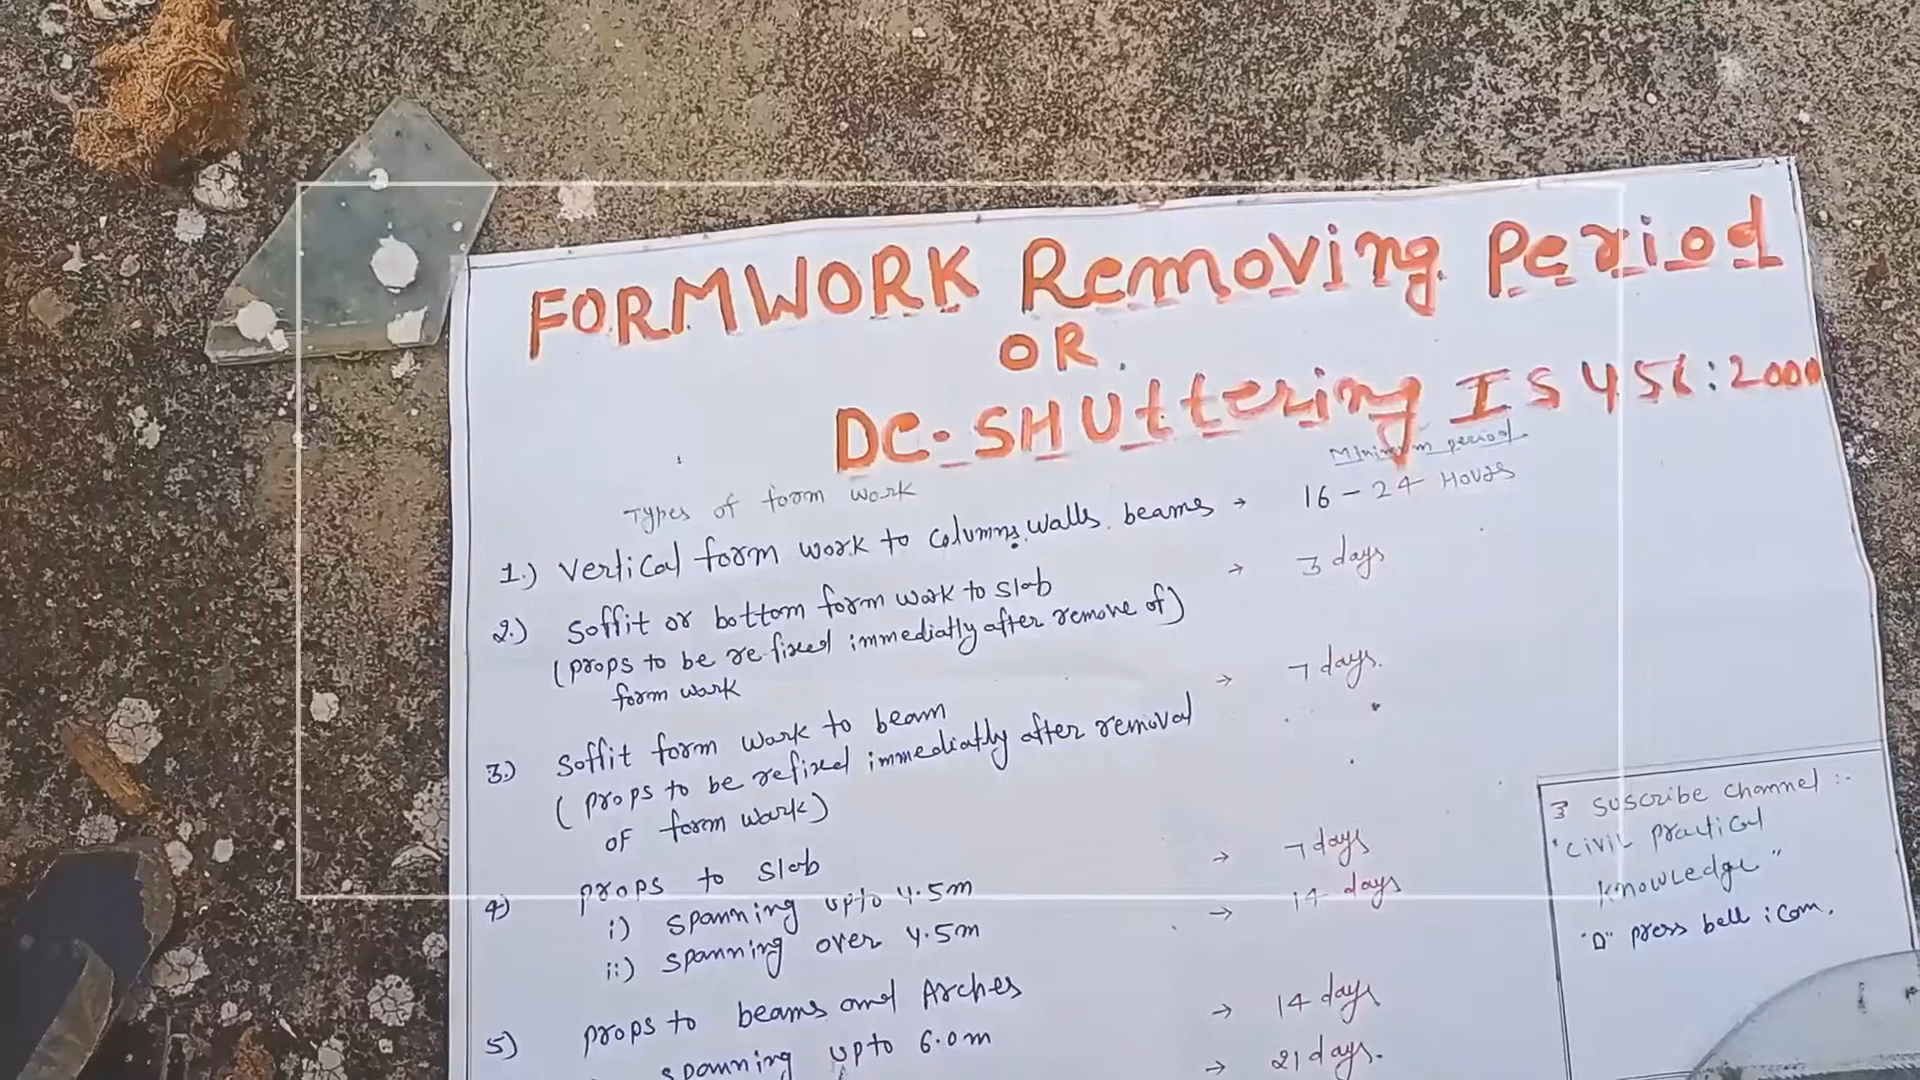 FORMWORK Removing Period
OR
DE-SHUttering IS 456:2000
Minimum period
Types of form work
1.) Vertical form work to columns, walls, beams → 16 - 24 Hours
2.) Soffit or bottom form work to slab → 3 days
(props to be re-fixed immediatly after remove of)
form work
3.) Soffit form work to beam → 7 days.
(props to be refixed immediatly after removal
OF form work)
4) props to slab
i) spanning upto 4.5m → 7 days
ii) spanning over 4.5m → 14 days
5) props to beams and Arches
spanning upto 6.0m → 14 days
→ 21 days.
suscribe channel :-
"civil practical
knowledge"
press bell icom.